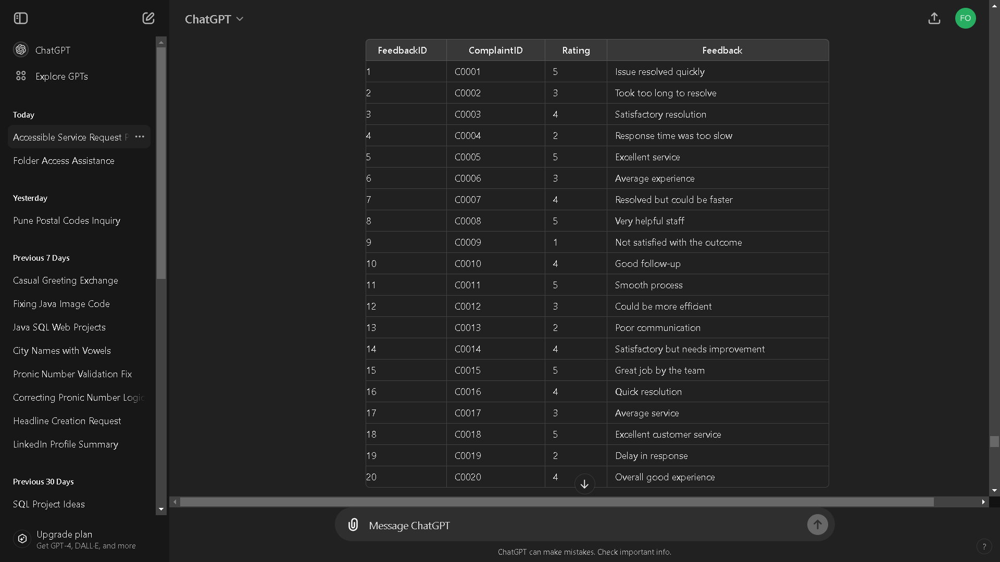 ChatGPT
FO
ChatGPT
Explore GPTs
Today
Accessible Service Request P
Folder Access Assistance
Yesterday
Pune Postal Codes Inquiry
Previous 7 Days
Casual Greeting Exchange
Fixing Java Image Code
Java SQL Web Projects
City Names with Vowels
Pronic Number Validation Fix
Correcting Pronic Number Logic
Headline Creation Request
LinkedIn Profile Summary
Previous 30 Days
SQL Project Ideas
Upgrade plan
Get GPT-4, DALL·E, and more
FeedbackID ComplaintID Rating Feedback
1 C0001 5 Issue resolved quickly
2 C0002 3 Took too long to resolve
3 C0003 4 Satisfactory resolution
4 C0004 2 Response time was too slow
5 C0005 5 Excellent service
6 C0006 3 Average experience
7 C0007 4 Resolved but could be faster
8 C0008 5 Very helpful staff
9 C0009 1 Not satisfied with the outcome
10 C0010 4 Good follow-up
11 C0011 5 Smooth process
12 C0012 3 Could be more efficient
13 C0013 2 Poor communication
14 C0014 4 Satisfactory but needs improvement
15 C0015 5 Great job by the team
16 C0016 4 Quick resolution
17 C0017 3 Average service
18 C0018 5 Excellent customer service
19 C0019 2 Delay in response
20 C0020 4 Overall good experience
Message ChatGPT
ChatGPT can make mistakes. Check important info.
?